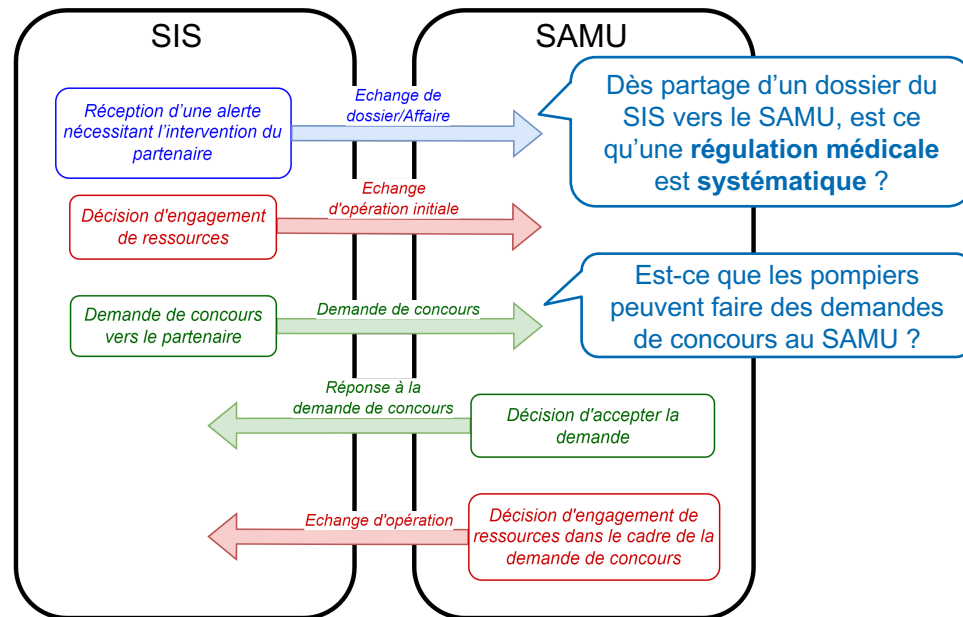 SIS
SAMU
Réception d'une alerte
nécessitant l'intervention du
partenaire
Echange de
dossier/Affaire
Dès partage d'un dossier du
SIS vers le SAMU, est ce
qu'une régulation médicale
est systématique ?
Décision d'engagement
de ressources
Echange
d'opération initiale
Demande de concours
vers le partenaire
Demande de concours
Est-ce que les pompiers
peuvent faire des demandes
de concours au SAMU ?
Réponse à la
demande de concours
Décision d'accepter la
demande
Echange d'opération
Décision d'engagement de
ressources dans le cadre de la
demande de concours